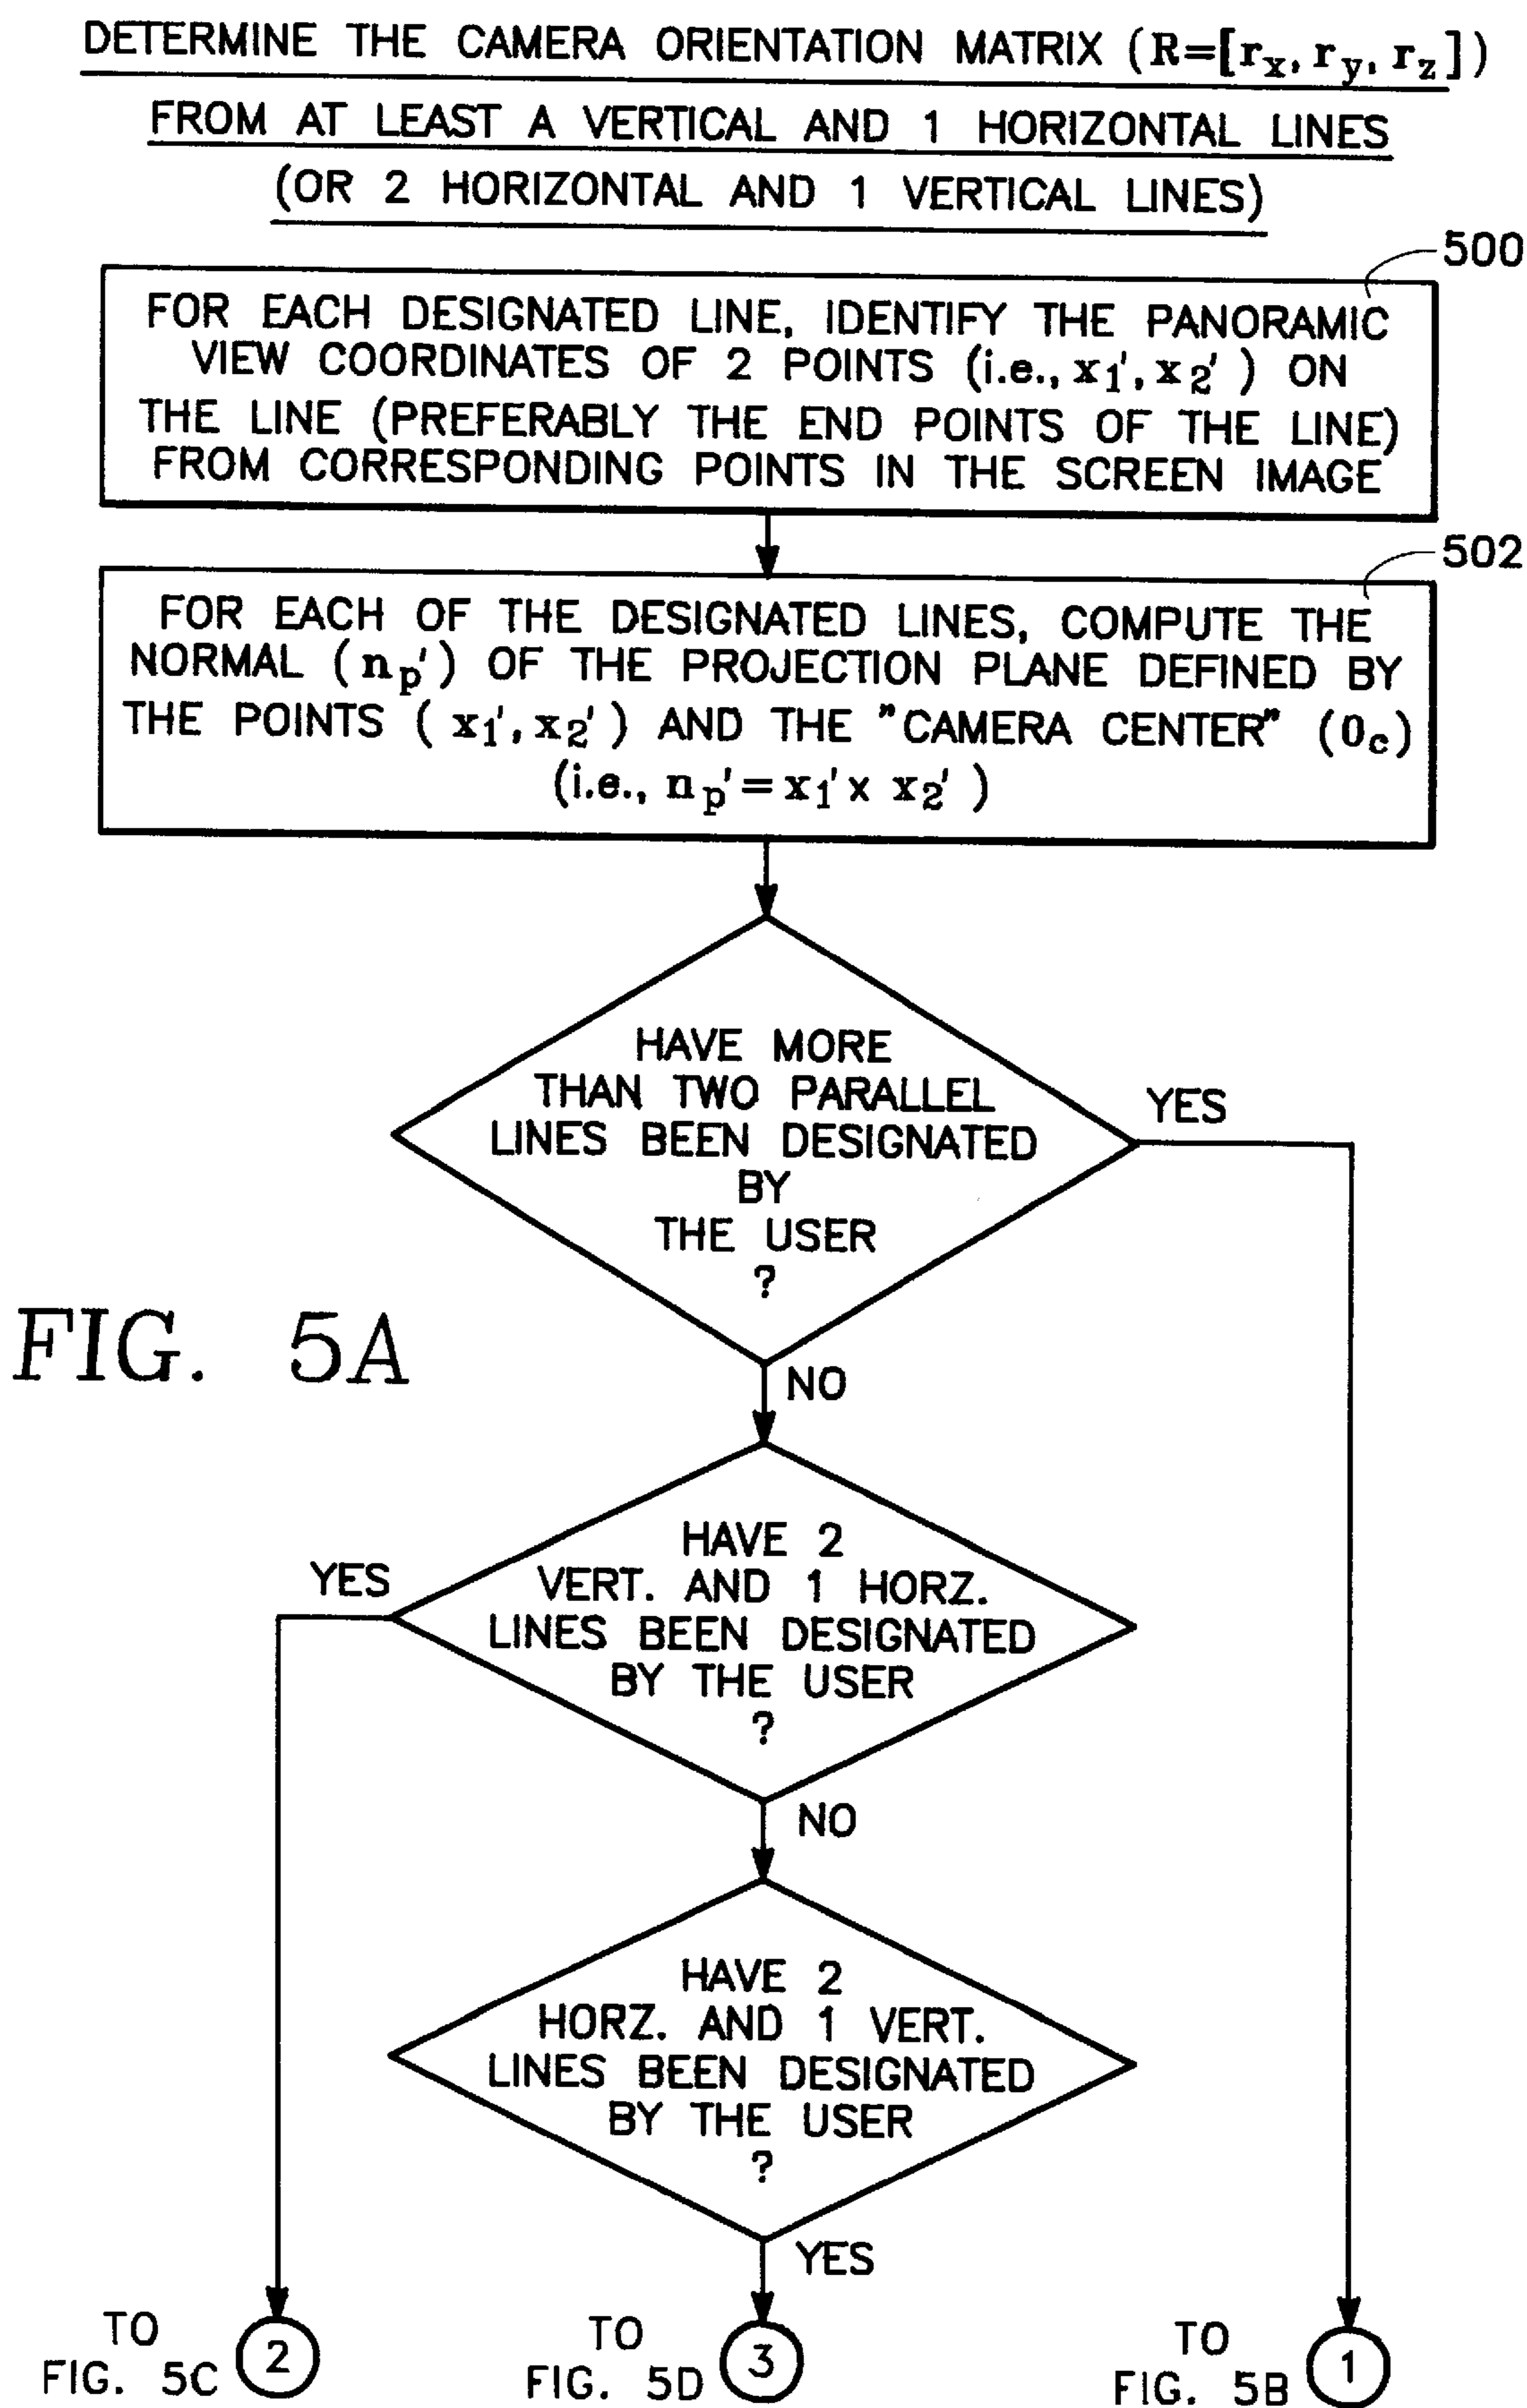 DETERMINE THE CAMERA ORIENTATION MATRIX (R=[rx, ry, rz])
FROM AT LEAST A VERTICAL AND 1 HORIZONTAL LINES
(OR 2 HORIZONTAL AND 1 VERTICAL LINES)
500
FOR EACH DESIGNATED LINE, IDENTIFY THE PANORAMIC
VIEW COORDINATES OF 2 POINTS (i.e., x1', x2' ) ON
THE LINE (PREFERABLY THE END POINTS OF THE LINE)
FROM CORRESPONDING POINTS IN THE SCREEN IMAGE
502
FOR EACH OF THE DESIGNATED LINES, COMPUTE THE
NORMAL (np') OF THE PROJECTION PLANE DEFINED BY
THE POINTS ( x1', x2' ) AND THE "CAMERA CENTER" (0c)
(i.e., np' = x1' x x2' )
HAVE MORE
THAN TWO PARALLEL
LINES BEEN DESIGNATED
BY
THE USER
?
YES
NO
FIG. 5A
HAVE 2
VERT. AND 1 HORZ.
LINES BEEN DESIGNATED
BY THE USER
?
YES
NO
HAVE 2
HORZ. AND 1 VERT.
LINES BEEN DESIGNATED
BY THE USER
?
YES
TO
FIG. 5C
2
TO
FIG. 5D
3
TO
FIG. 5B
1